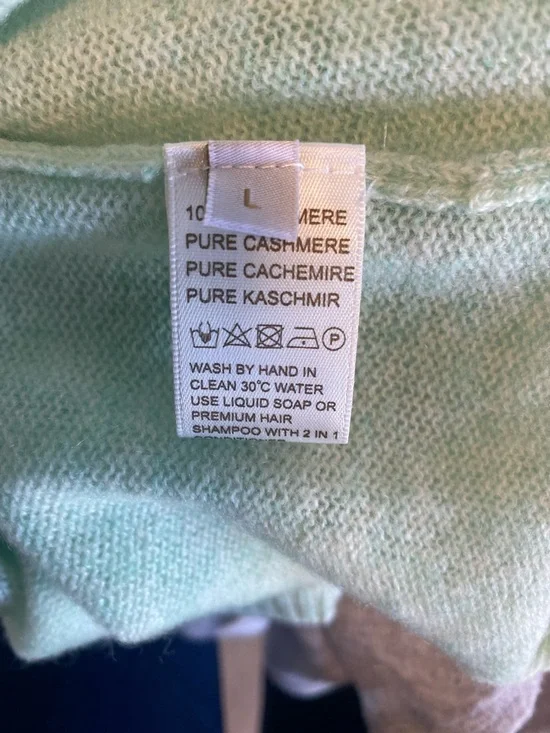 L
10 MERE
PURE CASHMERE
PURE CACHEMIRE
PURE KASCHMIR
P
WASH BY HAND IN
CLEAN 30°C WATER
USE LIQUID SOAP OR
PREMIUM HAIR
SHAMPOO WITH 2 IN 1